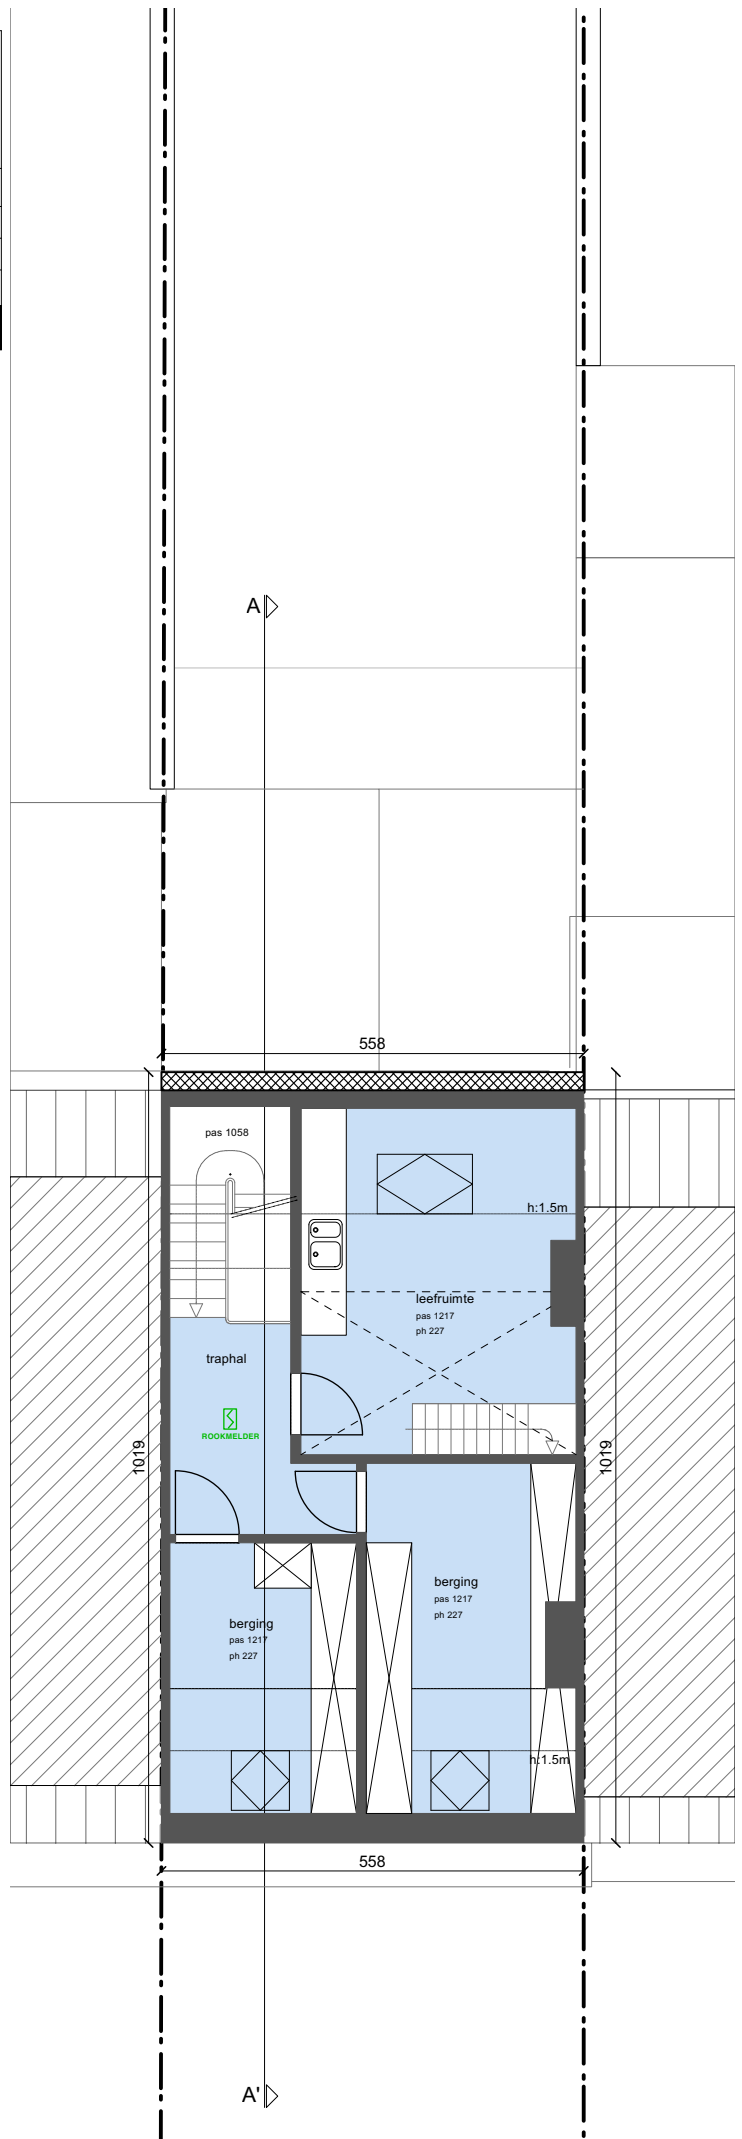 A
558
pas 1058
h:1.5m
leefruimte
pas 1217
ph 227
traphal
ROOKMELDER
1019
1019
berging
pas 1217
ph 227
berging
pas 1217
ph 227
h:1.5m
558
A'